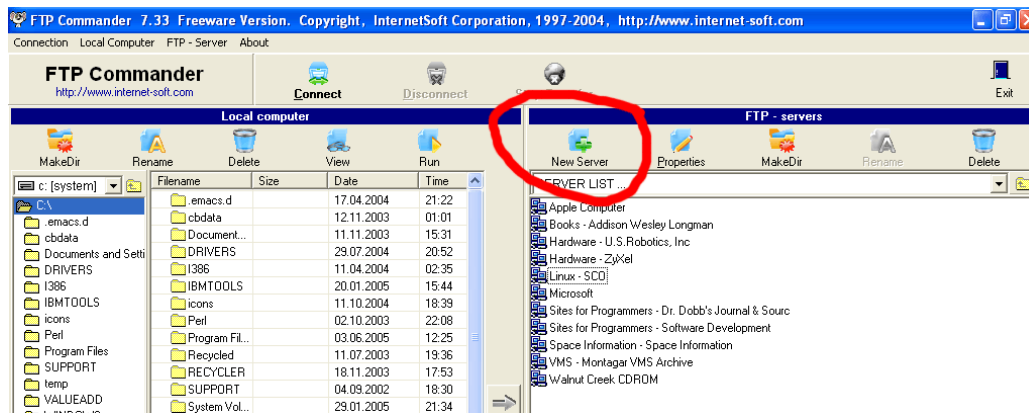 FTP Commander 7.33 Freeware Version. Copyright, InternetSoft Corporation, 1997-2004, http://www.internet-soft.com
Connection Local Computer FTP - Server About
FTP Commander
http://www.internet-soft.com
Connect Disconnect Exit
Local computer FTP - servers
MakeDir Rename Delete View Run New Server Properties MakeDir Rename Delete
c: [system] Filename Size Date Time SERVER LIST ...
C:\
.emacs.d
cbdata
Documents and Setti
DRIVERS
I386
IBMTOOLS
icons
Perl
Program Files
SUPPORT
temp
VALUEADD
.emacs.d 17.04.2004 21:22
cbdata 12.11.2003 01:01
Document... 11.11.2003 15:31
DRIVERS 29.07.2004 20:52
I386 11.04.2004 02:35
IBMTOOLS 20.01.2005 15:44
icons 11.10.2004 18:39
Perl 02.10.2003 22:08
Program Fil... 03.06.2005 12:25
Recycled 11.07.2003 19:36
RECYCLER 18.11.2003 17:53
SUPPORT 04.09.2002 18:30
System Vol... 29.01.2005 21:34
Apple Computer
Books - Addison Wesley Longman
Hardware - U.S.Robotics, Inc
Hardware - ZyXel
Linux - SCO
Microsoft
Sites for Programmers - Dr. Dobb's Journal & Sourc
Sites for Programmers - Software Development
Space Information - Space Information
VMS - Montagar VMS Archive
Walnut Creek CDROM